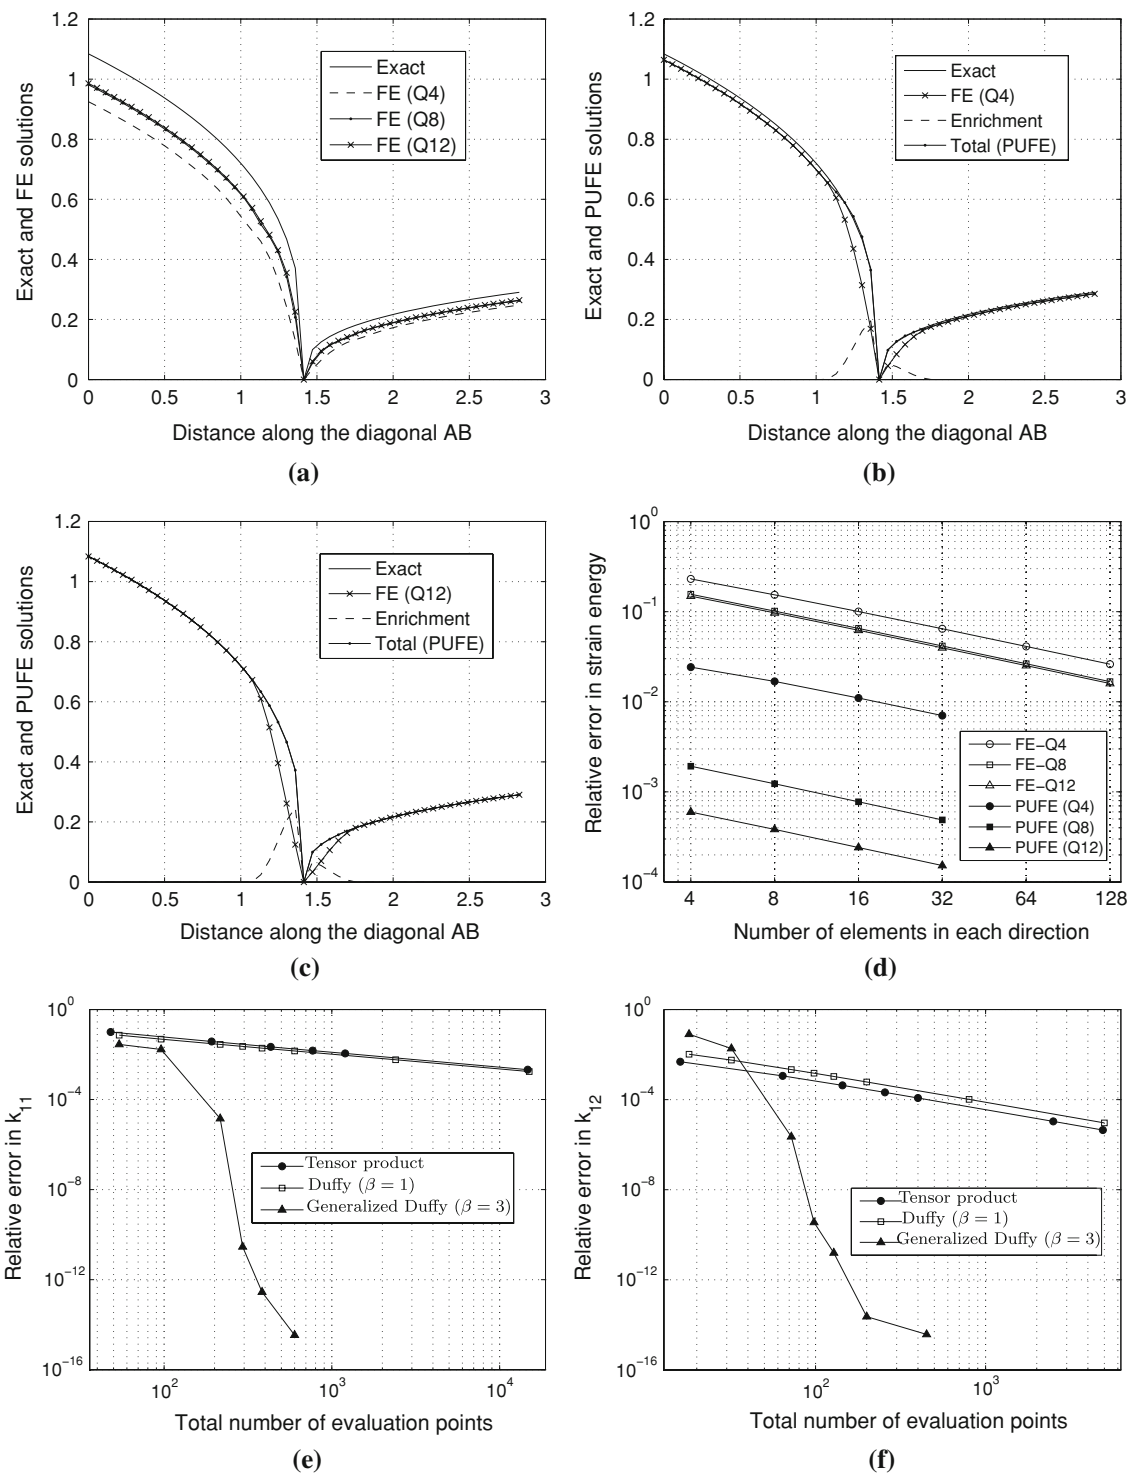 1.2
1
0.8
0.6
0.4
0.2
0
Exact and FE solutions
Exact
FE (Q4)
FE (Q8)
FE (Q12)
0 0.5 1 1.5 2 2.5 3
Distance along the diagonal AB
(a)
1.2
1
0.8
0.6
0.4
0.2
0
Exact and PUFE solutions
Exact
FE (Q4)
Enrichment
Total (PUFE)
0 0.5 1 1.5 2 2.5 3
Distance along the diagonal AB
(b)
1.2
1
0.8
0.6
0.4
0.2
0
Exact and PUFE solutions
Exact
FE (Q12)
Enrichment
Total (PUFE)
0 0.5 1 1.5 2 2.5 3
Distance along the diagonal AB
(c)
10^0
10^−1
10^−2
10^−3
10^−4
Relative error in strain energy
FE−Q4
FE−Q8
FE−Q12
PUFE (Q4)
PUFE (Q8)
PUFE (Q12)
4 8 16 32 64 128
Number of elements in each direction
(d)
10^0
10^−4
10^−8
10^−12
10^−16
Relative error in k_11
Tensor product
Duffy (β = 1)
Generalized Duffy (β = 3)
10^2 10^3 10^4
Total number of evaluation points
(e)
10^0
10^−4
10^−8
10^−12
10^−16
Relative error in k_12
Tensor product
Duffy (β = 1)
Generalized Duffy (β = 3)
10^2 10^3
Total number of evaluation points
(f)